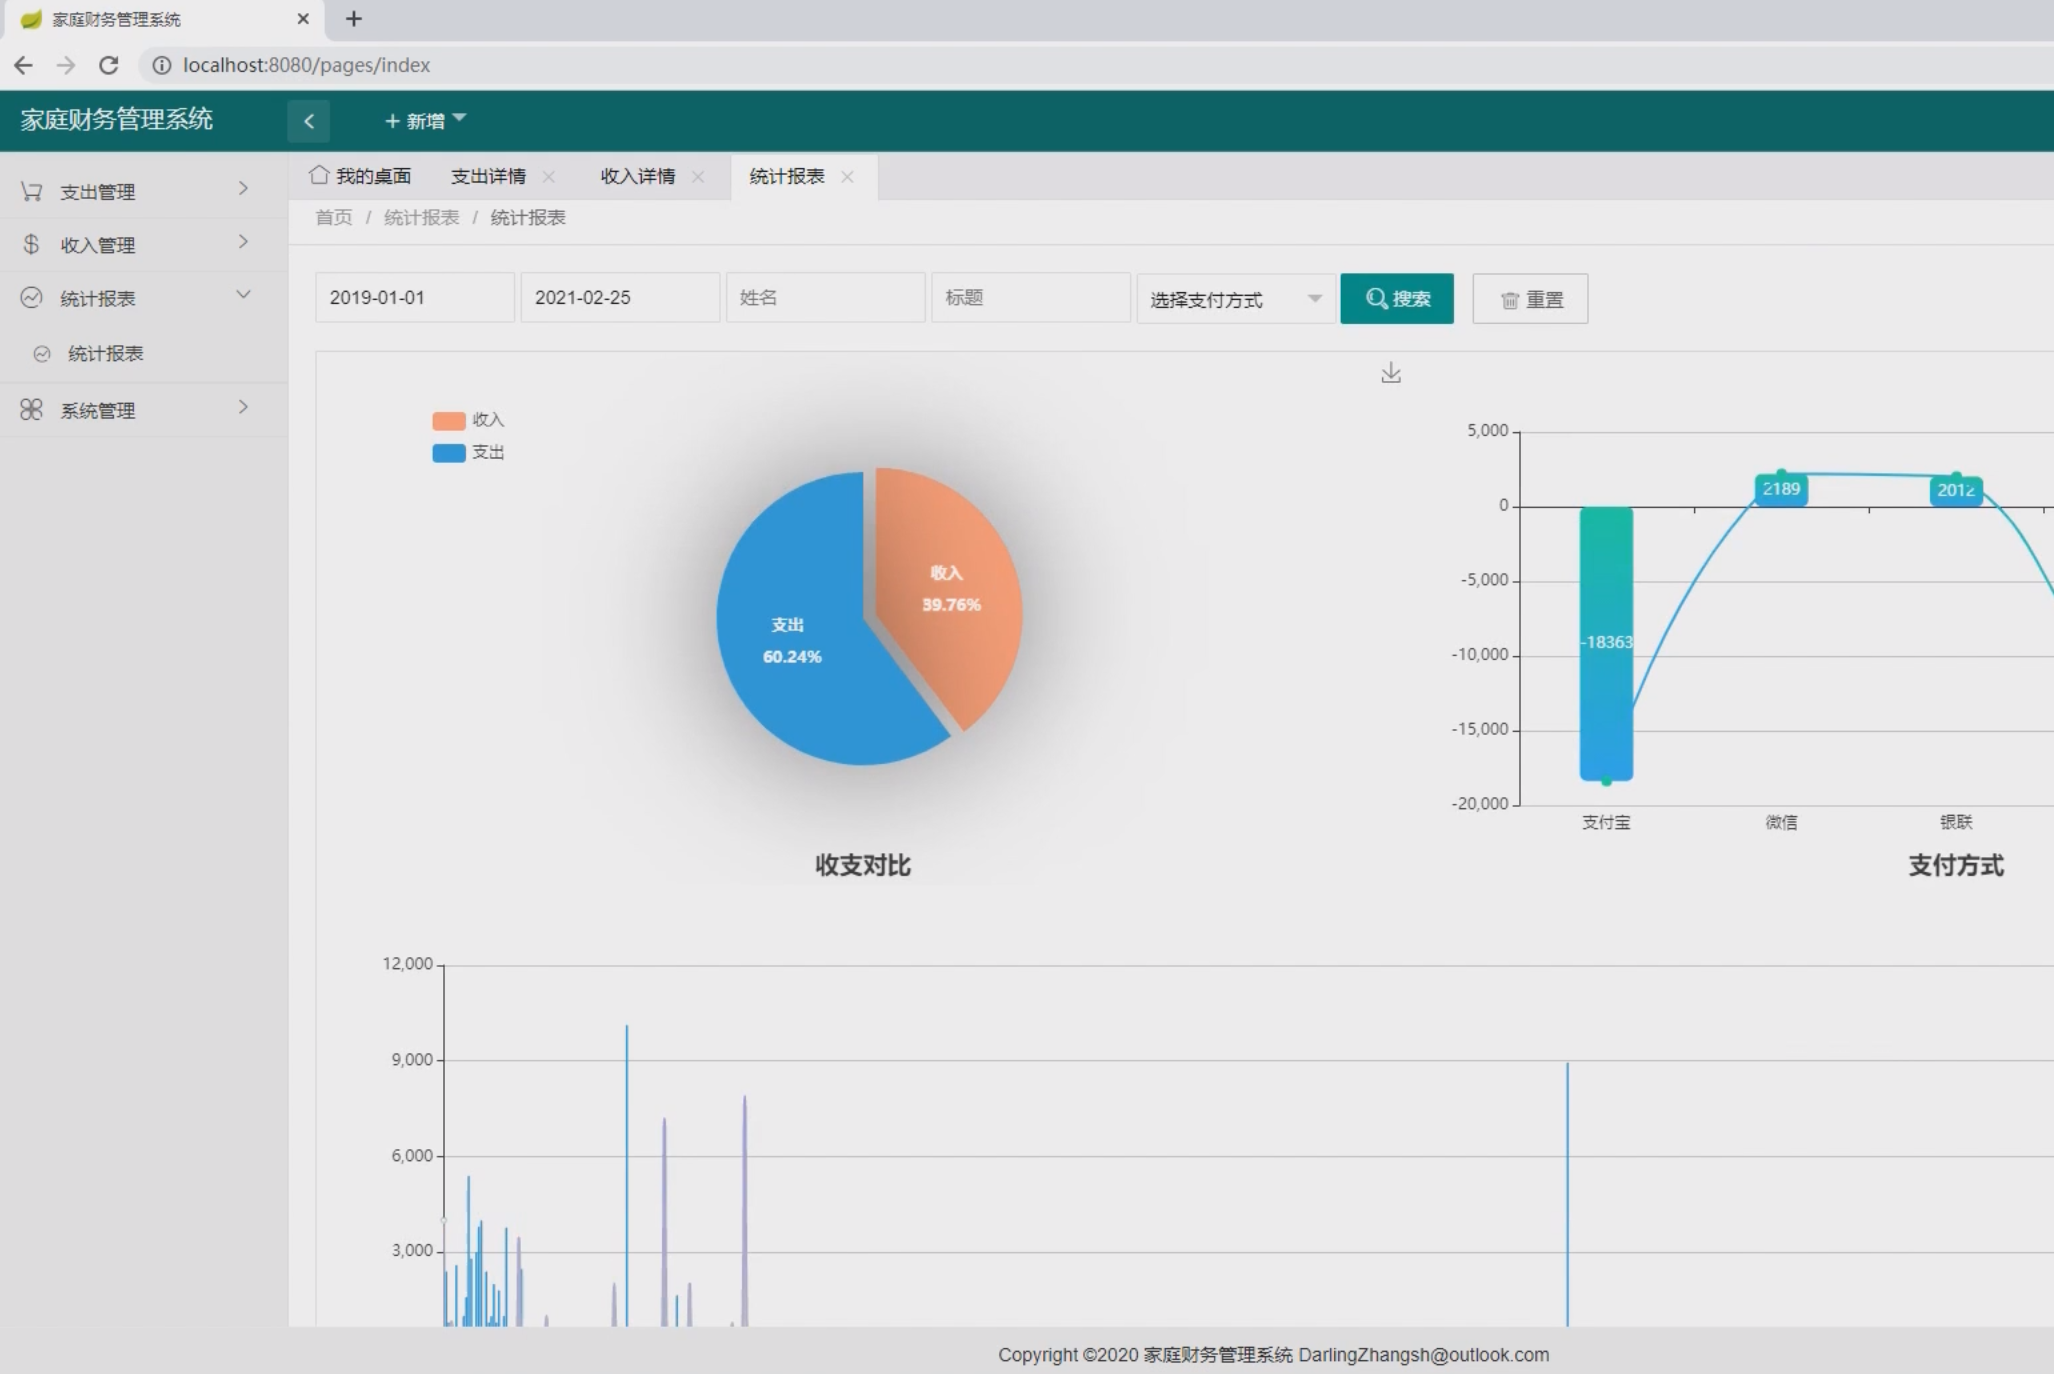 家庭财务管理系统
localhost:8080/pages/index
家庭财务管理系统
新增
支出管理
收入管理
统计报表
统计报表
系统管理
我的桌面 支出详情 收入详情 统计报表
首页 / 统计报表 / 统计报表
2019-01-01 2021-02-25 姓名 标题 选择支付方式 搜索 重置
收入
支出
收入
39.76%
支出
60.24%
收支对比
5,000
0
-5,000
-10,000
-15,000
-20,000
2189
2012
-18363
支付宝 微信 银联
支付方式
12,000
9,000
6,000
3,000
Copyright ©2020 家庭财务管理系统 DarlingZhangsh@outlook.com